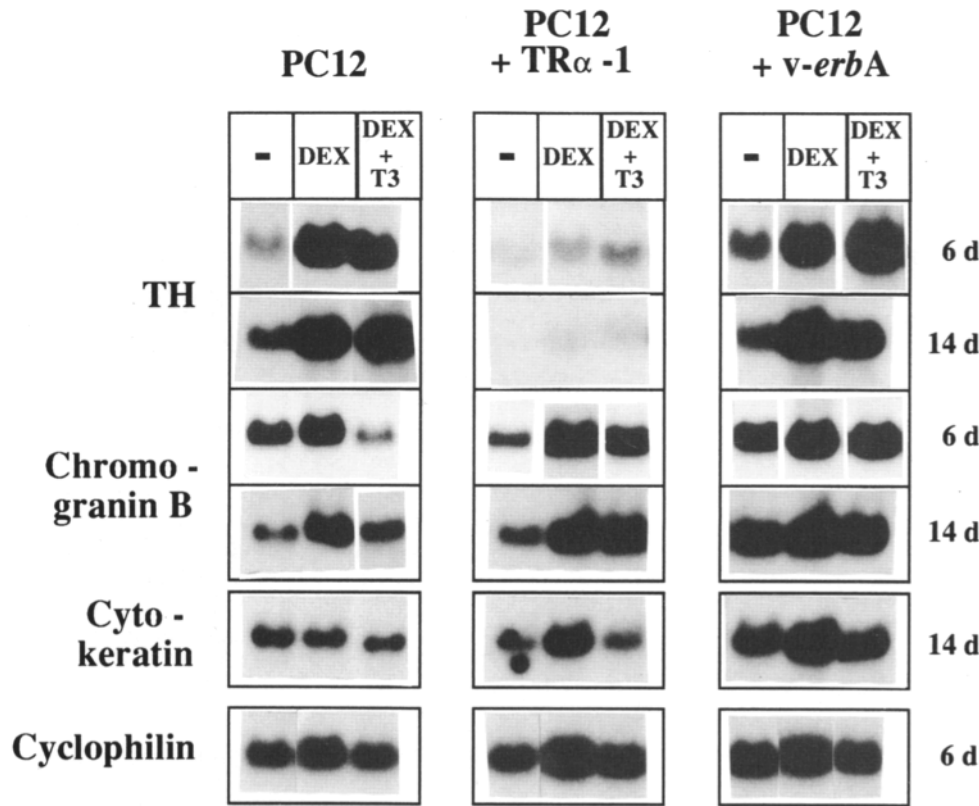 PC12
PC12
+ TRα -1
PC12
+ v-erbA
-
DEX
DEX
+
T3
-
DEX
DEX
+
T3
-
DEX
DEX
+
T3
TH
6 d
14 d
Chromo -
granin B
6 d
14 d
Cyto -
keratin
14 d
Cyclophilin
6 d